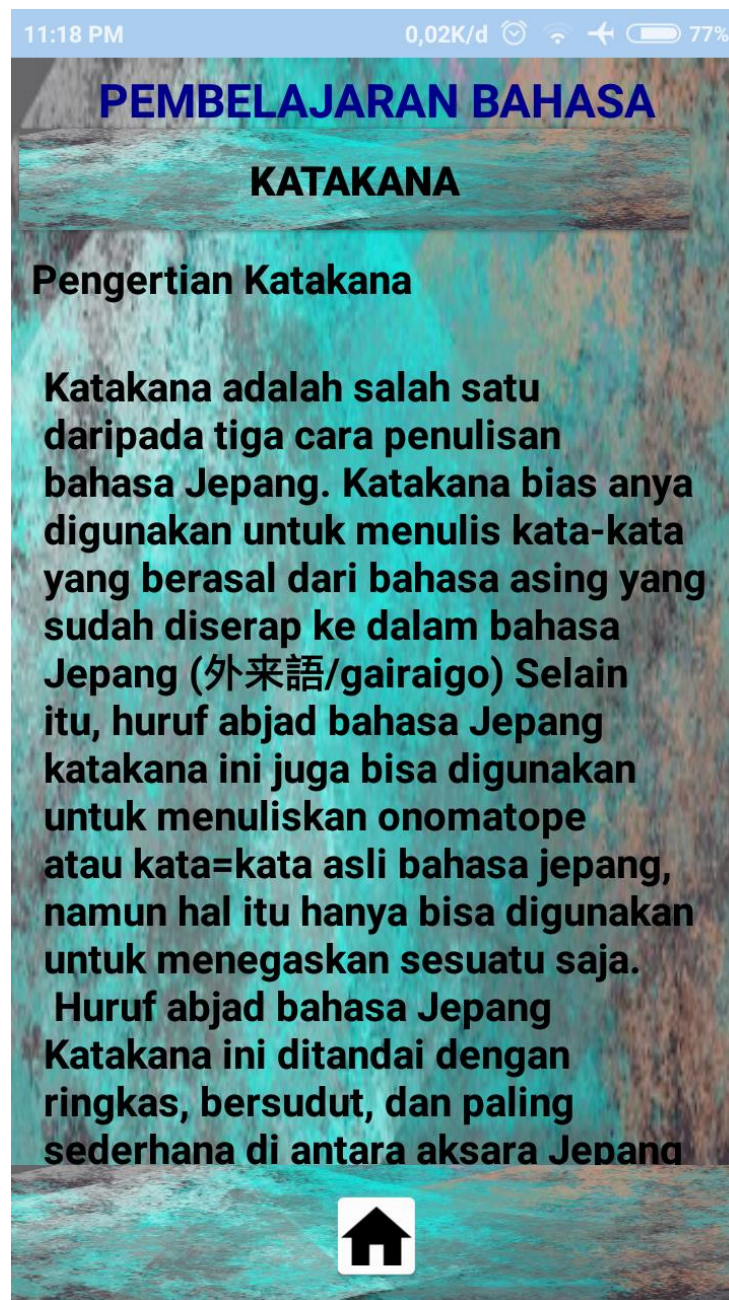 11:18 PM 0,02K/d 77%
PEMBELAJARAN BAHASA
KATAKANA
Pengertian Katakana
Katakana adalah salah satu
daripada tiga cara penulisan
bahasa Jepang. Katakana bias anya
digunakan untuk menulis kata-kata
yang berasal dari bahasa asing yang
sudah diserap ke dalam bahasa
Jepang (外来語/gairaigo) Selain
itu, huruf abjad bahasa Jepang
katakana ini juga bisa digunakan
untuk menuliskan onomatope
atau kata=kata asli bahasa jepang,
namun hal itu hanya bisa digunakan
untuk menegaskan sesuatu saja.
Huruf abjad bahasa Jepang
Katakana ini ditandai dengan
ringkas, bersudut, dan paling
sederhana di antara aksara Jepang